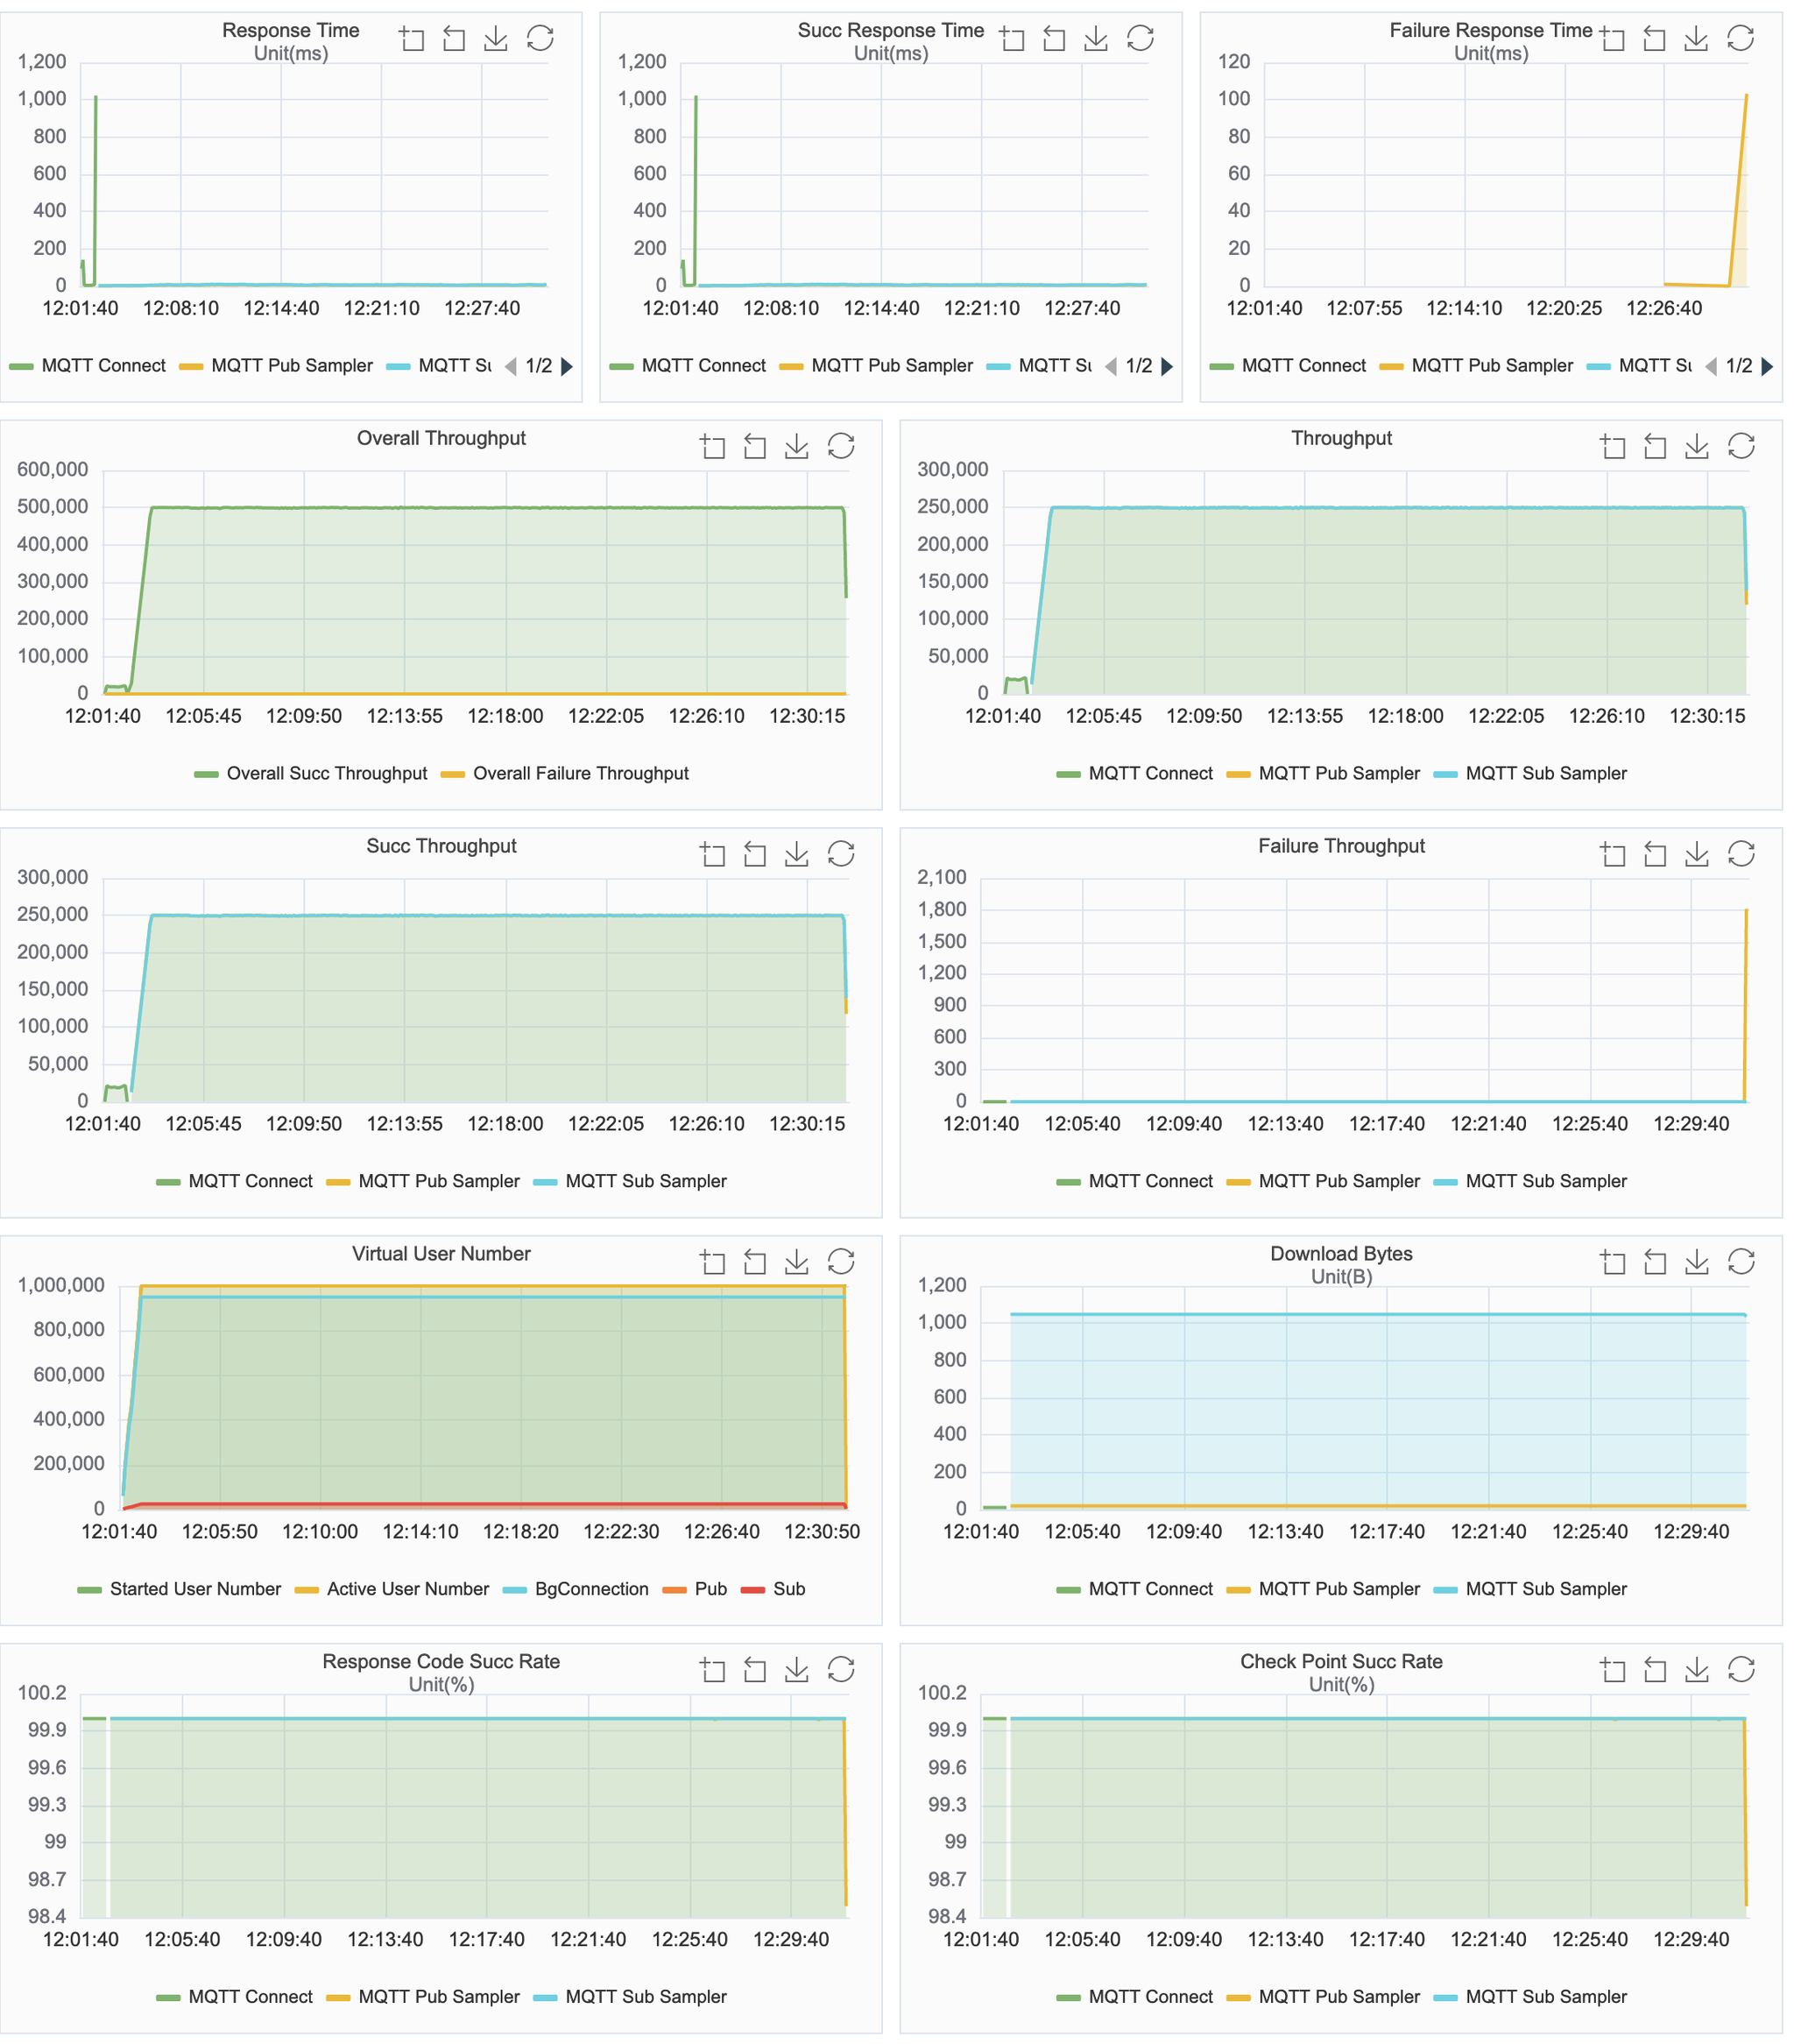 Response Time
Unit(ms)
1,200
1,000
800
600
400
200
0
12:01:40 12:08:10 12:14:40 12:21:10 12:27:40
MQTT Connect MQTT Pub Sampler MQTT Su 1/2
Succ Response Time
Unit(ms)
1,200
1,000
800
600
400
200
0
12:01:40 12:08:10 12:14:40 12:21:10 12:27:40
MQTT Connect MQTT Pub Sampler MQTT Su 1/2
Failure Response Time
Unit(ms)
120
100
80
60
40
20
0
12:01:40 12:07:55 12:14:10 12:20:25 12:26:40
MQTT Connect MQTT Pub Sampler MQTT Su 1/2
Overall Throughput
600,000
500,000
400,000
300,000
200,000
100,000
0
12:01:40 12:05:45 12:09:50 12:13:55 12:18:00 12:22:05 12:26:10 12:30:15
Overall Succ Throughput Overall Failure Throughput
Throughput
300,000
250,000
200,000
150,000
100,000
50,000
0
12:01:40 12:05:45 12:09:50 12:13:55 12:18:00 12:22:05 12:26:10 12:30:15
MQTT Connect MQTT Pub Sampler MQTT Sub Sampler
Succ Throughput
300,000
250,000
200,000
150,000
100,000
50,000
0
12:01:40 12:05:45 12:09:50 12:13:55 12:18:00 12:22:05 12:26:10 12:30:15
MQTT Connect MQTT Pub Sampler MQTT Sub Sampler
Failure Throughput
2,100
1,800
1,500
1,200
900
600
300
0
12:01:40 12:05:40 12:09:40 12:13:40 12:17:40 12:21:40 12:25:40 12:29:40
MQTT Connect MQTT Pub Sampler MQTT Sub Sampler
Virtual User Number
1,000,000
800,000
600,000
400,000
200,000
0
12:01:40 12:05:50 12:10:00 12:14:10 12:18:20 12:22:30 12:26:40 12:30:50
Started User Number Active User Number BgConnection Pub Sub
Download Bytes
Unit(B)
1,200
1,000
800
600
400
200
0
12:01:40 12:05:40 12:09:40 12:13:40 12:17:40 12:21:40 12:25:40 12:29:40
MQTT Connect MQTT Pub Sampler MQTT Sub Sampler
Response Code Succ Rate
Unit(%)
100.2
99.9
99.6
99.3
99
98.7
98.4
12:01:40 12:05:40 12:09:40 12:13:40 12:17:40 12:21:40 12:25:40 12:29:40
MQTT Connect MQTT Pub Sampler MQTT Sub Sampler
Check Point Succ Rate
Unit(%)
100.2
99.9
99.6
99.3
99
98.7
98.4
12:01:40 12:05:40 12:09:40 12:13:40 12:17:40 12:21:40 12:25:40 12:29:40
MQTT Connect MQTT Pub Sampler MQTT Sub Sampler